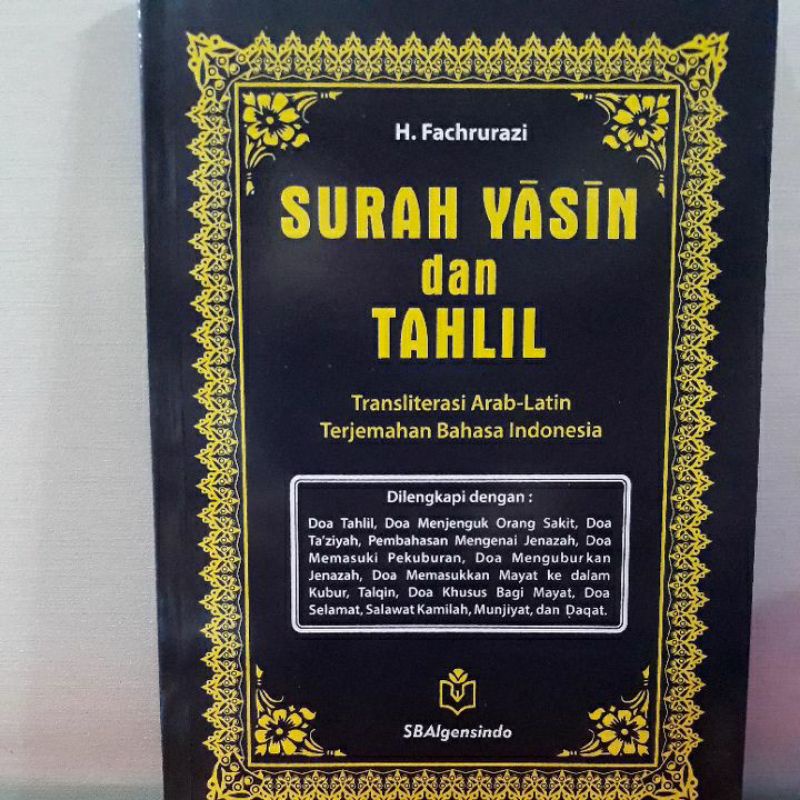 H. Fachrurazi
SURAH YĀSĪN
dan
TAHLIL
Transliterasi Arab-Latin
Terjemahan Bahasa Indonesia
Dilengkapi dengan :
Doa Tahlil, Doa Menjenguk Orang Sakit, Doa
Ta'ziyah, Pembahasan Mengenai Jenazah, Doa
Memasuki Pekuburan, Doa Menguburkan
Jenazah, Doa Memasukkan Mayat ke dalam
Kubur, Talqin, Doa Khusus Bagi Mayat, Doa
Selamat, Salawat Kamilah, Munjiyat, dan Ḍaqat.
SBAlgensindo